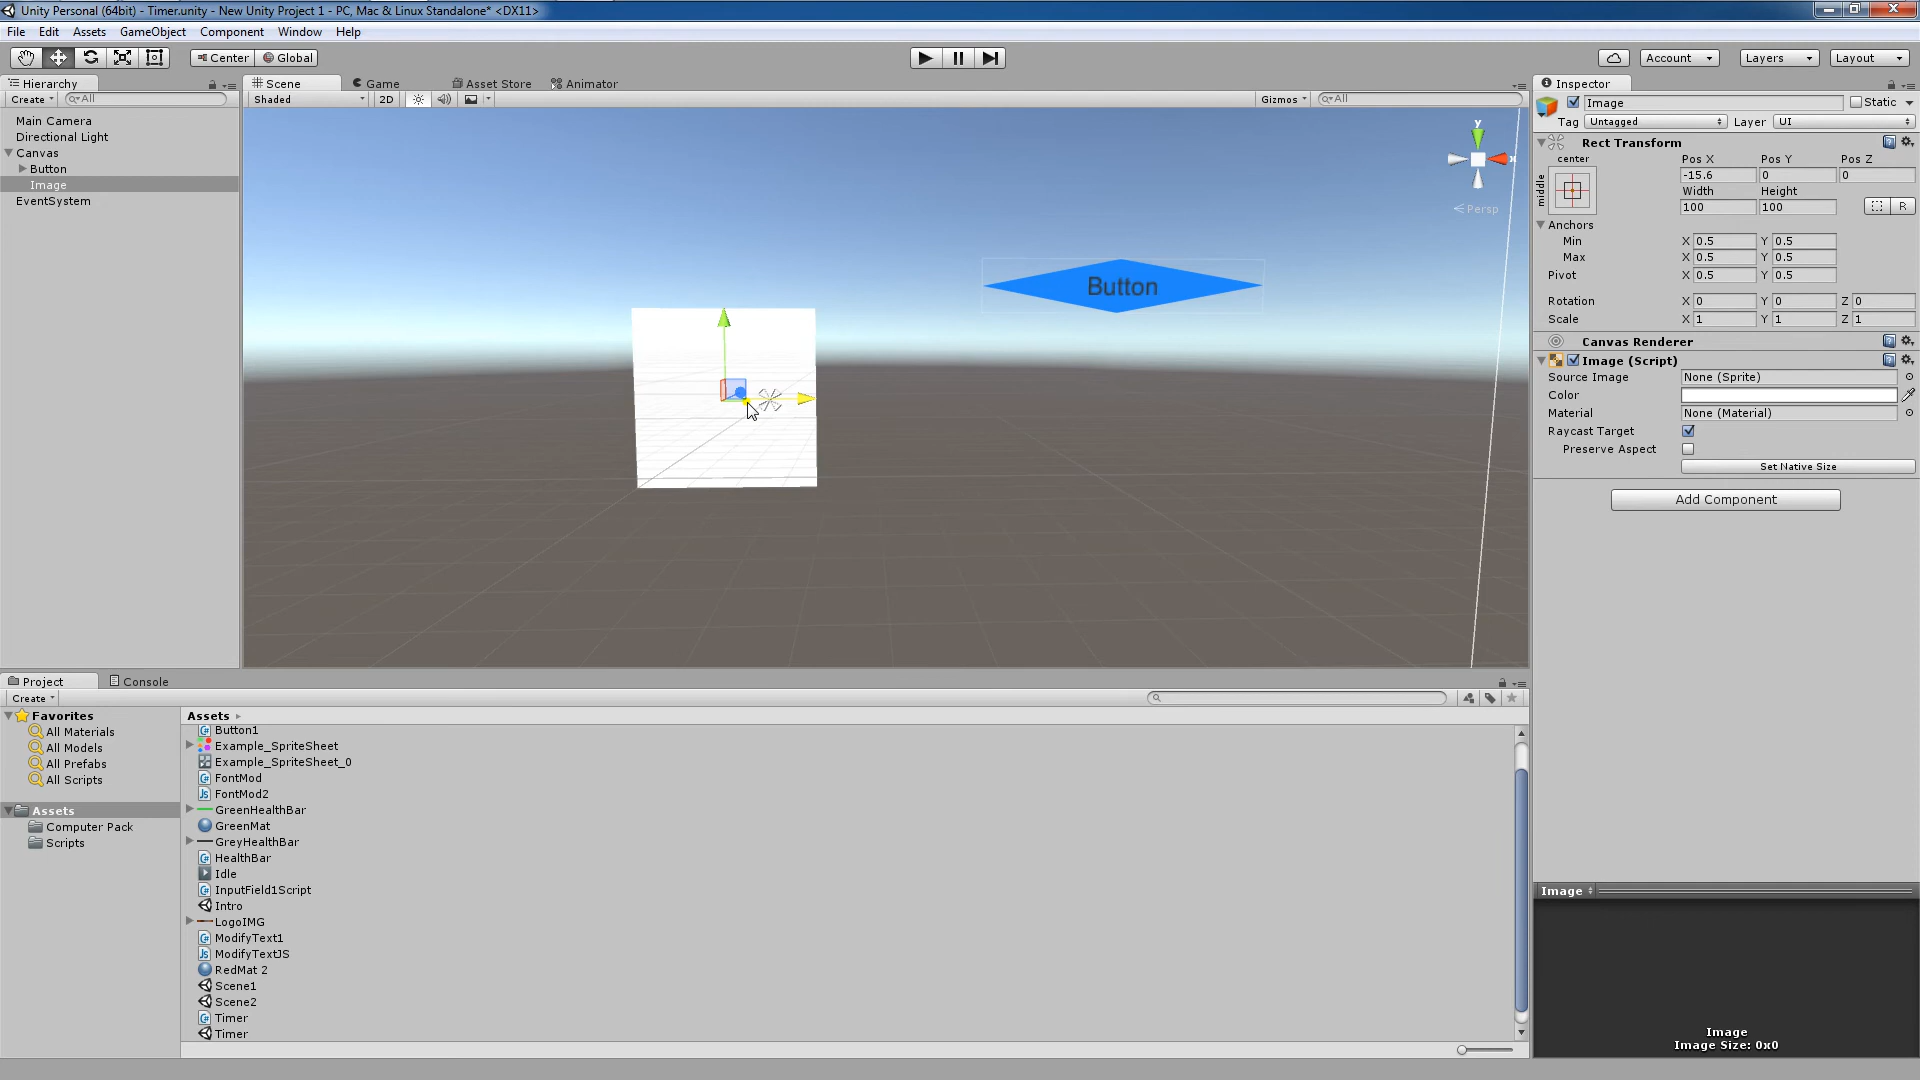 Unity Personal (64bit) - Timer.unity - New Unity Project 1 - PC, Mac & Linux Standalone* <DX11>
File Edit Assets GameObject Component Window Help
Center Global Account Layers Layout
Hierarchy
Create All
Main Camera
Directional Light
Canvas
Button
Image
EventSystem
Scene Game Asset Store Animator
Shaded 2D Gizmos All
y
x
Persp
Button
Inspector
Image Static
Tag Untagged Layer UI
Rect Transform
center
middle
Pos X Pos Y Pos Z
-15.6 0 0
Width Height
100 100 R
Anchors
Min X 0.5 Y 0.5
Max X 0.5 Y 0.5
Pivot X 0.5 Y 0.5
Rotation X 0 Y 0 Z 0
Scale X 1 Y 1 Z 1
Canvas Renderer
Image (Script)
Source Image None (Sprite)
Color
Material None (Material)
Raycast Target
Preserve Aspect
Set Native Size
Add Component
Image
Image
Image Size: 0x0
Project Console
Create
Favorites
All Materials
All Models
All Prefabs
All Scripts
Assets
Computer Pack
Scripts
Assets
Button1
Example_SpriteSheet
Example_SpriteSheet_0
FontMod
FontMod2
GreenHealthBar
GreenMat
GreyHealthBar
HealthBar
Idle
InputField1Script
Intro
LogoIMG
ModifyText1
ModifyTextJS
RedMat 2
Scene1
Scene2
Timer
Timer